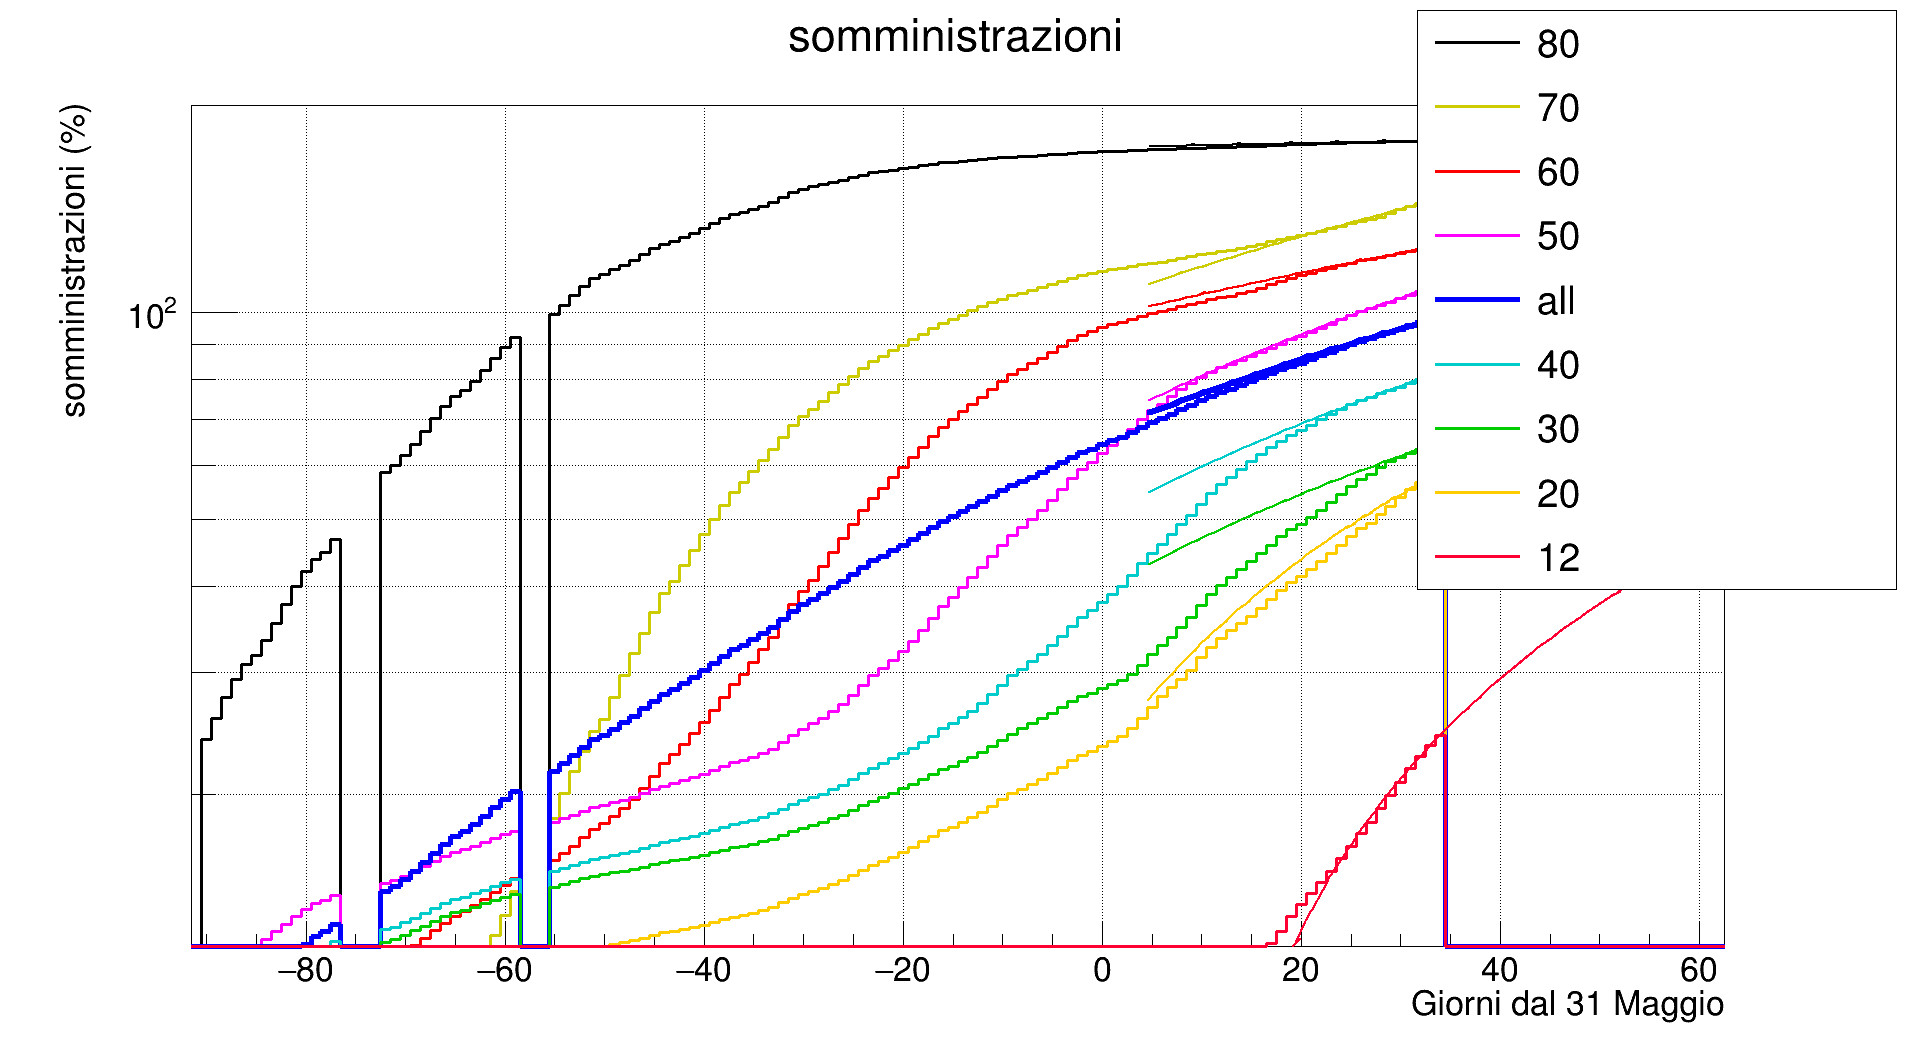 somministrazioni
somministrazioni (%)
10²
80
70
60
50
all
40
30
20
12
−80 −60 −40 −20 0 20 40 60
Giorni dal 31 Maggio